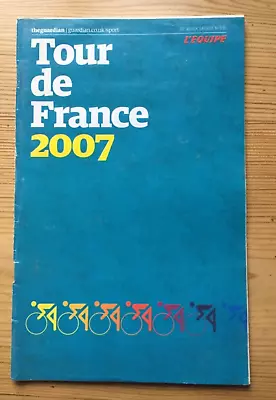 theguardian | guardian.co.uk/sport
L'EQUIPE
Tour
de
France
2007